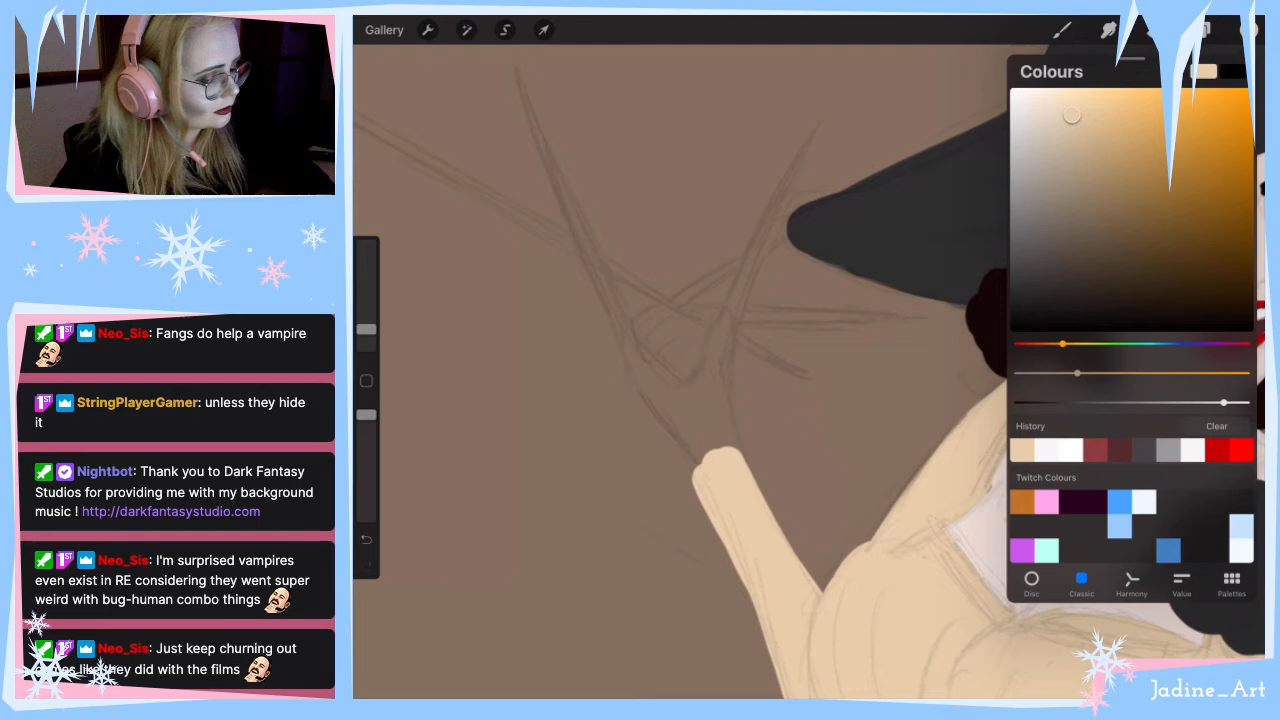 Gallery
Colours
History
Clear
Twitch Colours
Disc
Classic
Harmony
Value
Palettes
Neo_Sis: Fangs do help a vampire
StringPlayerGamer: unless they hide
it
Nightbot: Thank you to Dark Fantasy
Studios for providing me with my background
music ! http://darkfantasystudio.com
Neo_Sis: I'm surprised vampires
even exist in RE considering they went super
weird with bug-human combo things
Neo_Sis: Just keep churning out
like they did with the films
Jadine_Art